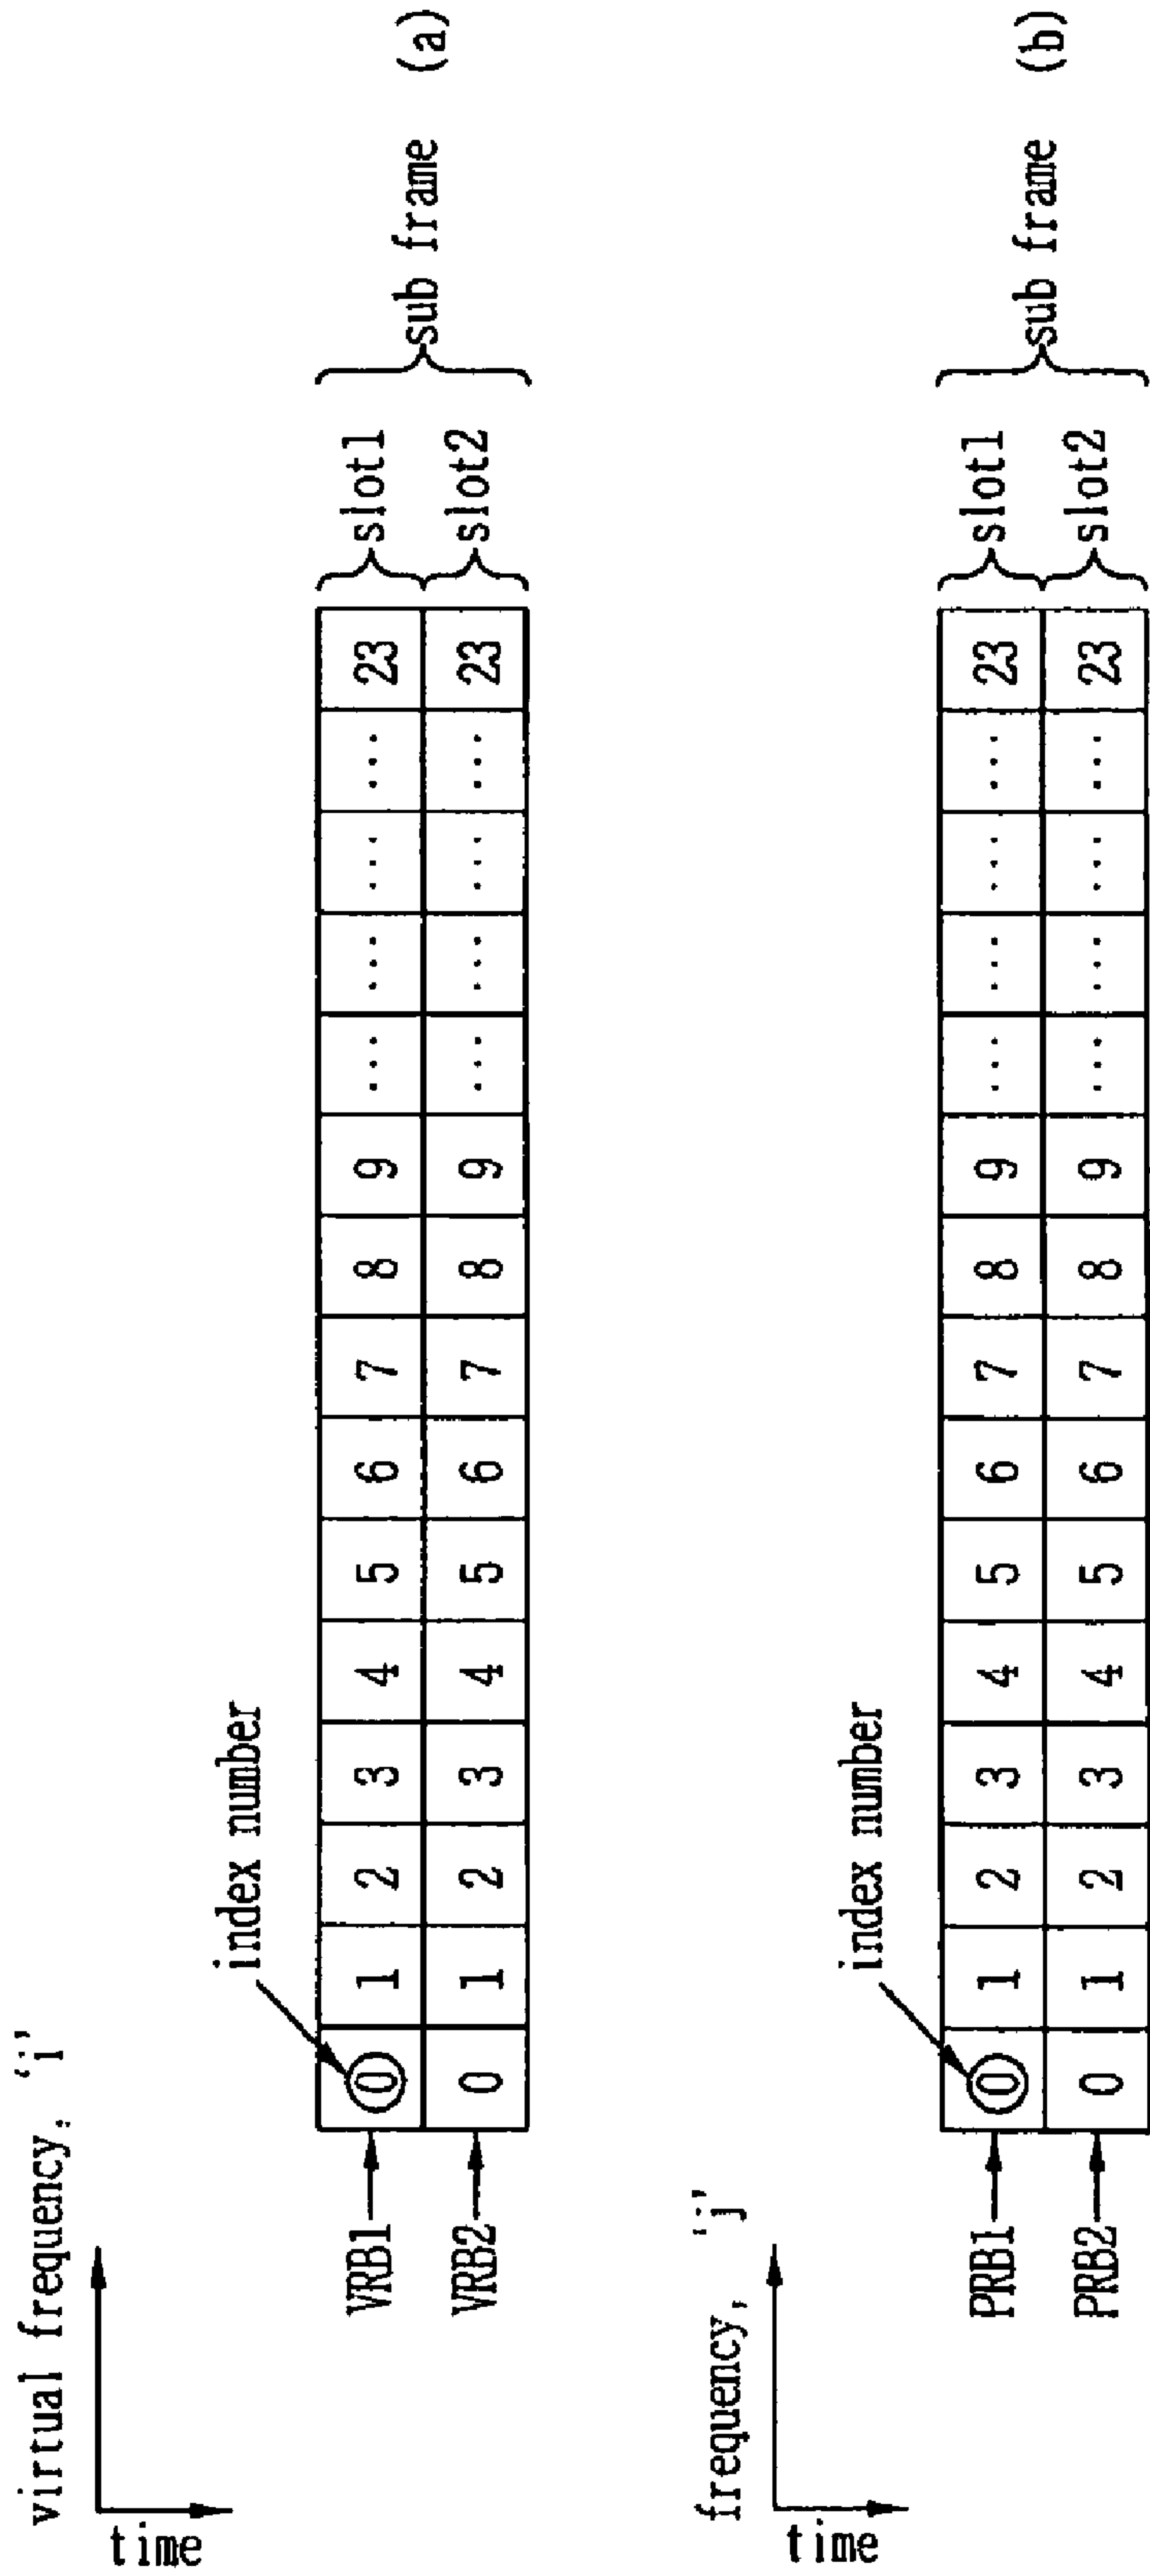 virtual frequency, 'i'
time
index number
VRB1 0 1 2 3 4 5 6 7 8 9 ... ... ... ... 23 slot1
VRB2 0 1 2 3 4 5 6 7 8 9 ... ... ... ... 23 slot2
sub frame (a)
frequency, 'j'
time
index number
PRB1 0 1 2 3 4 5 6 7 8 9 ... ... ... ... 23 slot1
PRB2 0 1 2 3 4 5 6 7 8 9 ... ... ... ... 23 slot2
sub frame (b)